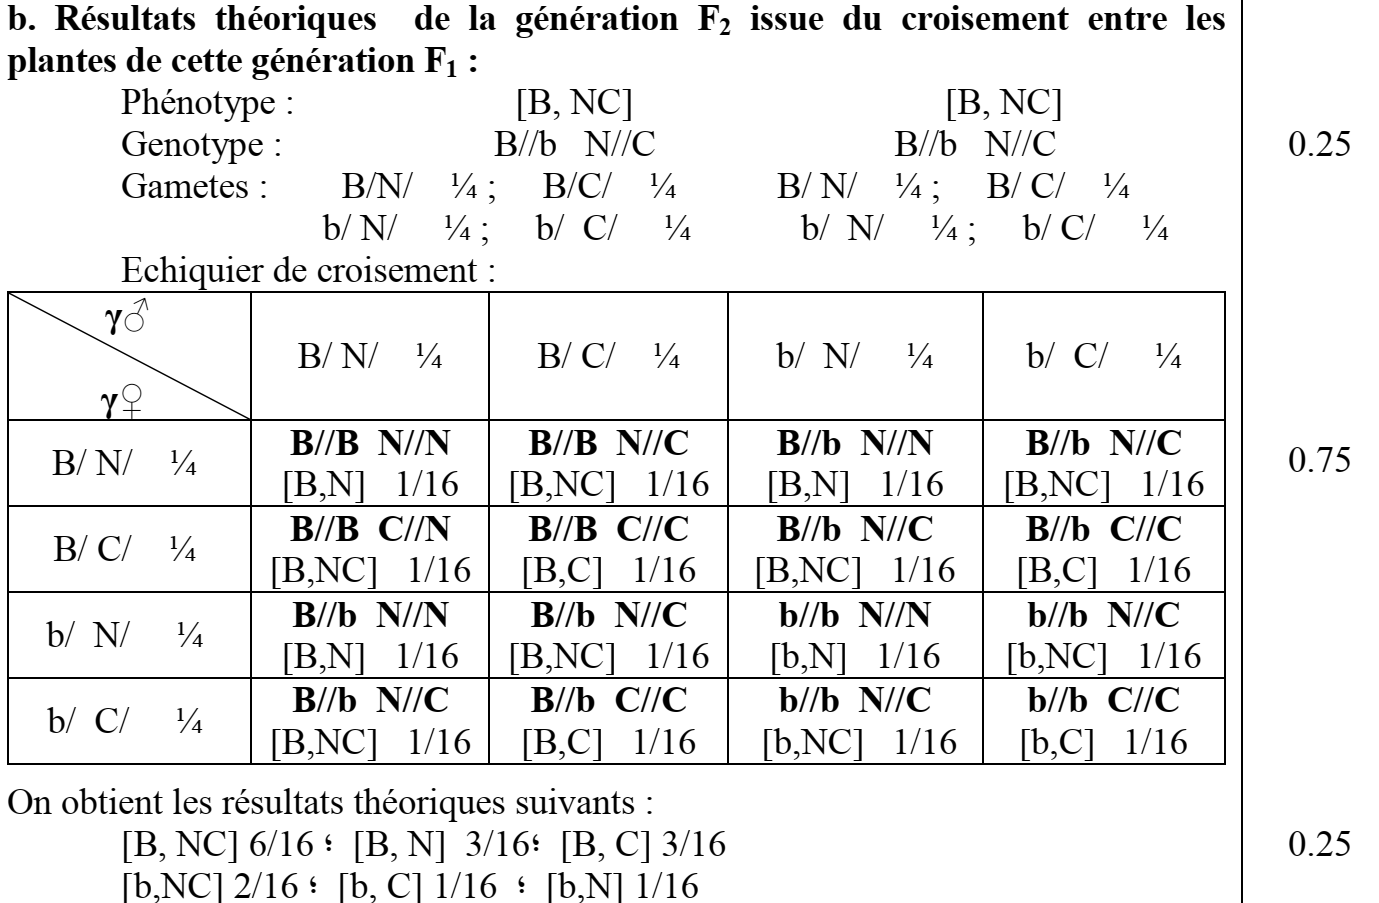 b. Résultats théoriques de la génération F₂ issue du croisement entre les
plantes de cette génération F₁ :
Phénotype : [B, NC] [B, NC]
Genotype : B//b N//C B//b N//C 0.25
Gametes : B/N/ ¼ ; B/C/ ¼ B/ N/ ¼ ; B/ C/ ¼
b/ N/ ¼ ; b/ C/ ¼ b/ N/ ¼ ; b/ C/ ¼
Echiquier de croisement :
γ♂
B/ N/ ¼ B/ C/ ¼ b/ N/ ¼ b/ C/ ¼
γ♀
B//B N//N B//B N//C B//b N//N B//b N//C
B/ N/ ¼ 0.75
[B,N] 1/16 [B,NC] 1/16 [B,N] 1/16 [B,NC] 1/16
B//B C//N B//B C//C B//b N//C B//b C//C
B/ C/ ¼
[B,NC] 1/16 [B,C] 1/16 [B,NC] 1/16 [B,C] 1/16
B//b N//N B//b N//C b//b N//N b//b N//C
b/ N/ ¼
[B,N] 1/16 [B,NC] 1/16 [b,N] 1/16 [b,NC] 1/16
B//b N//C B//b C//C b//b N//C b//b C//C
b/ C/ ¼
[B,NC] 1/16 [B,C] 1/16 [b,NC] 1/16 [b,C] 1/16
On obtient les résultats théoriques suivants :
[B, NC] 6/16 ؛ [B, N] 3/16؛ [B, C] 3/16 0.25
[b,NC] 2/16 ؛ [b, C] 1/16 ؛ [b,N] 1/16